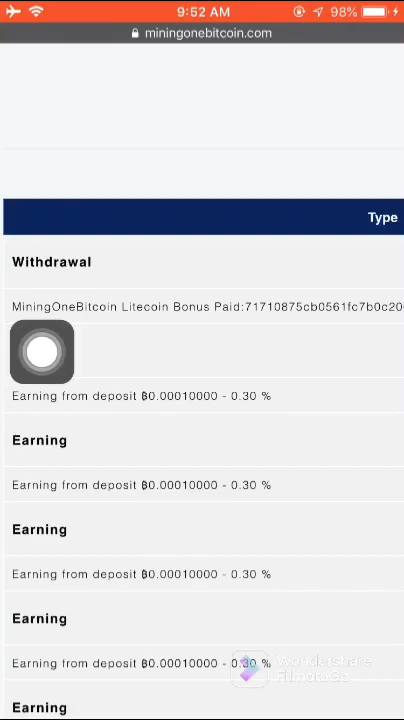 9:52 AM
98%
miningonebitcoin.com
Type
Withdrawal
MiningOneBitcoin Litecoin Bonus Paid:71710875cb0561fc7b0c20
Earning from deposit ฿0.00010000 - 0.30 %
Earning
Earning from deposit ฿0.00010000 - 0.30 %
Earning
Earning from deposit ฿0.00010000 - 0.30 %
Earning
Earning from deposit ฿0.00010000 - 0.30 %
Wondershare
FilmoraGo
Earning